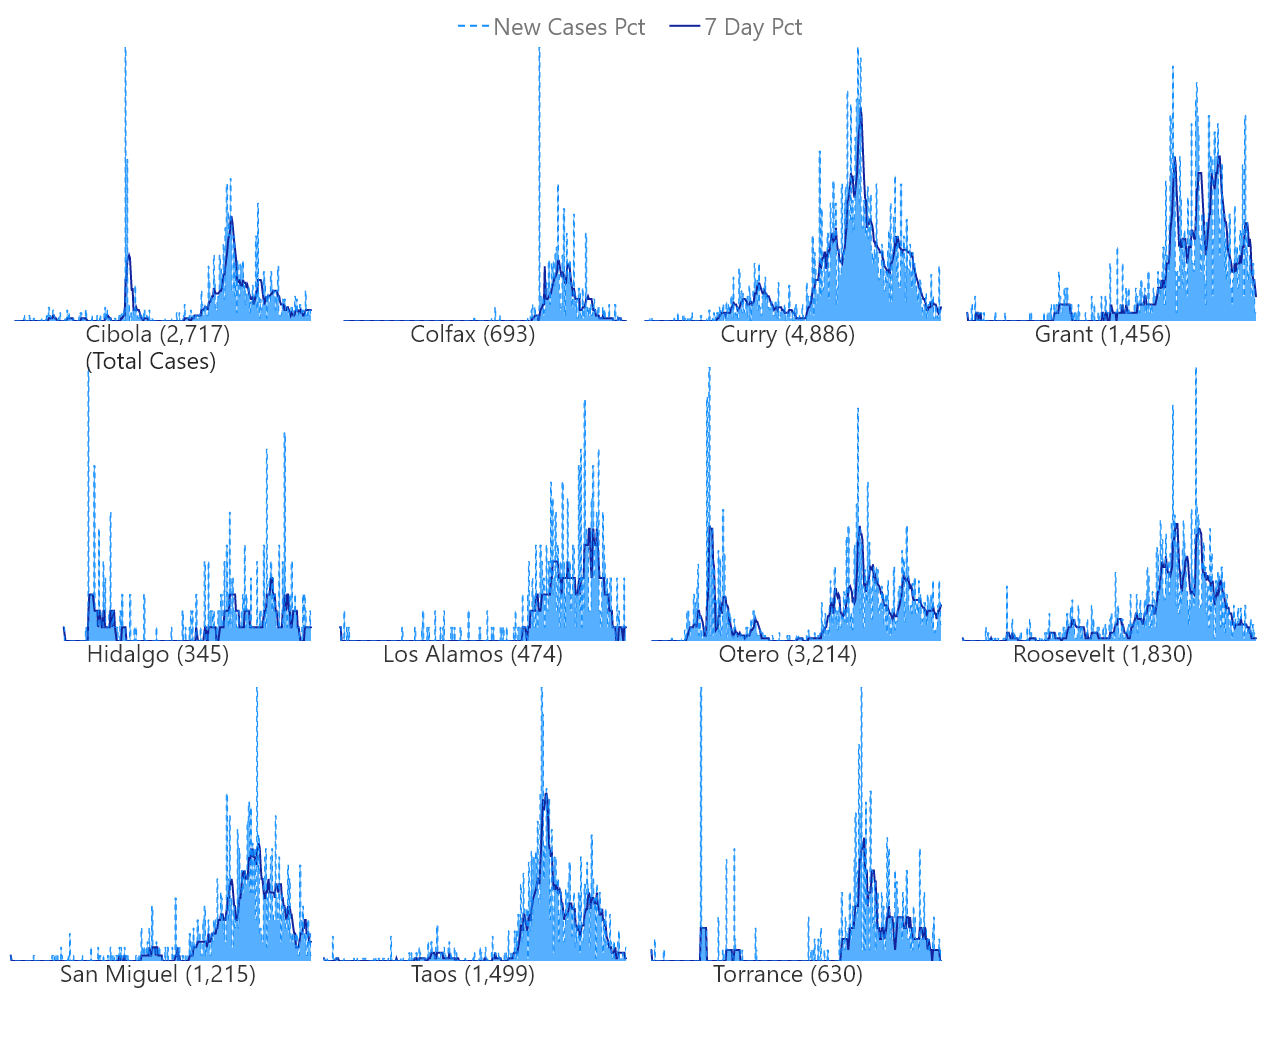 New Cases Pct 7 Day Pct
Cibola (2,717) Colfax (693) Curry (4,886) Grant (1,456)
(Total Cases)
Hidalgo (345) Los Alamos (474) Otero (3,214) Roosevelt (1,830)
San Miguel (1,215) Taos (1,499) Torrance (630)